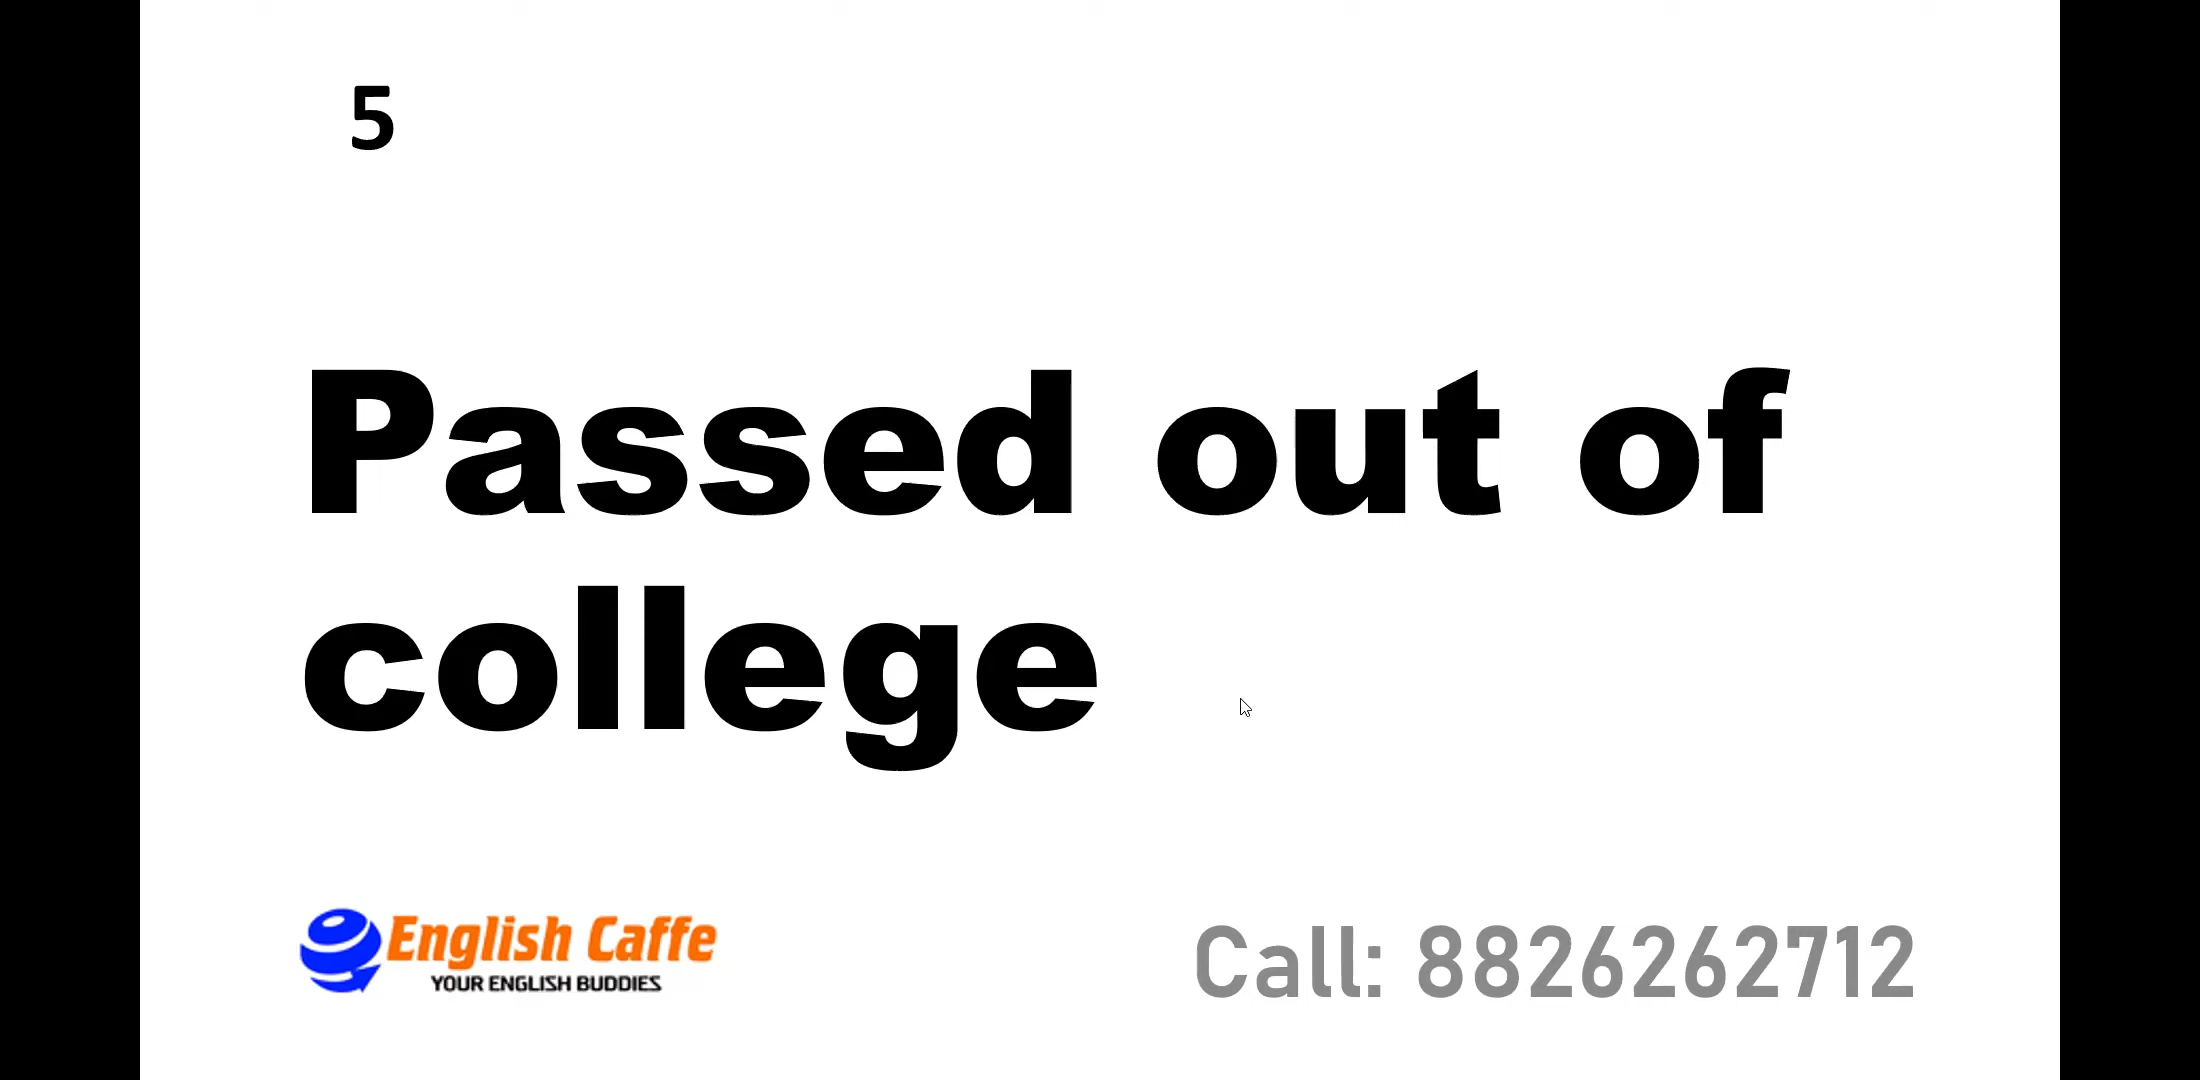 5
Passed out of
college
English Caffe
YOUR ENGLISH BUDDIES
Call: 8826262712